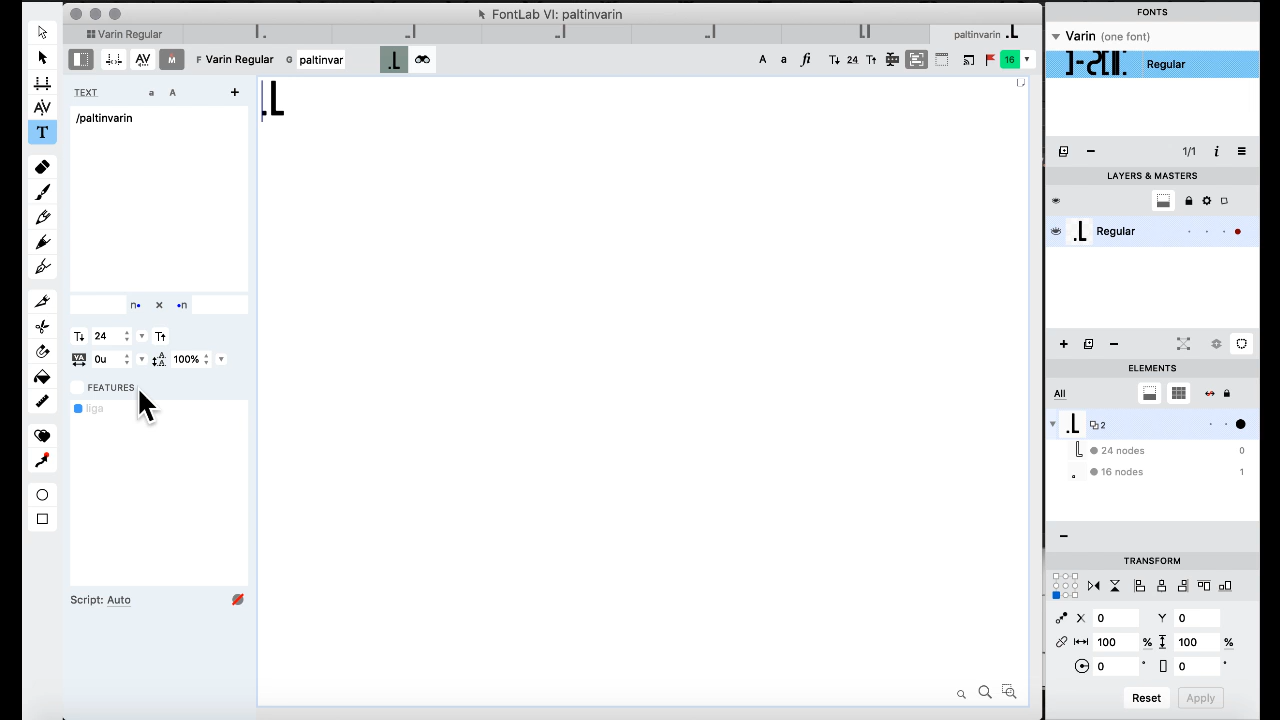 FontLab VI: paltinvarin
Varin Regular
paltinvarin
F Varin Regular G paltinvar
A a fi 24 16
TEXT a A +
/paltinvarin
n• × •n
24
0u 100%
FEATURES
liga
Script: Auto
FONTS
Varin (one font)
Regular
1/1 i
LAYERS & MASTERS
Regular
ELEMENTS
All
2
24 nodes 0
16 nodes 1
TRANSFORM
X 0 Y 0
100 % 100 %
0 ° 0 °
Reset Apply